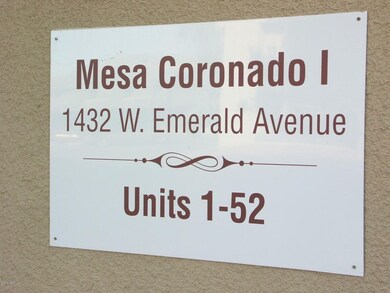 Mesa Coronado I
1432 W. Emerald Avenue
Units 1-52